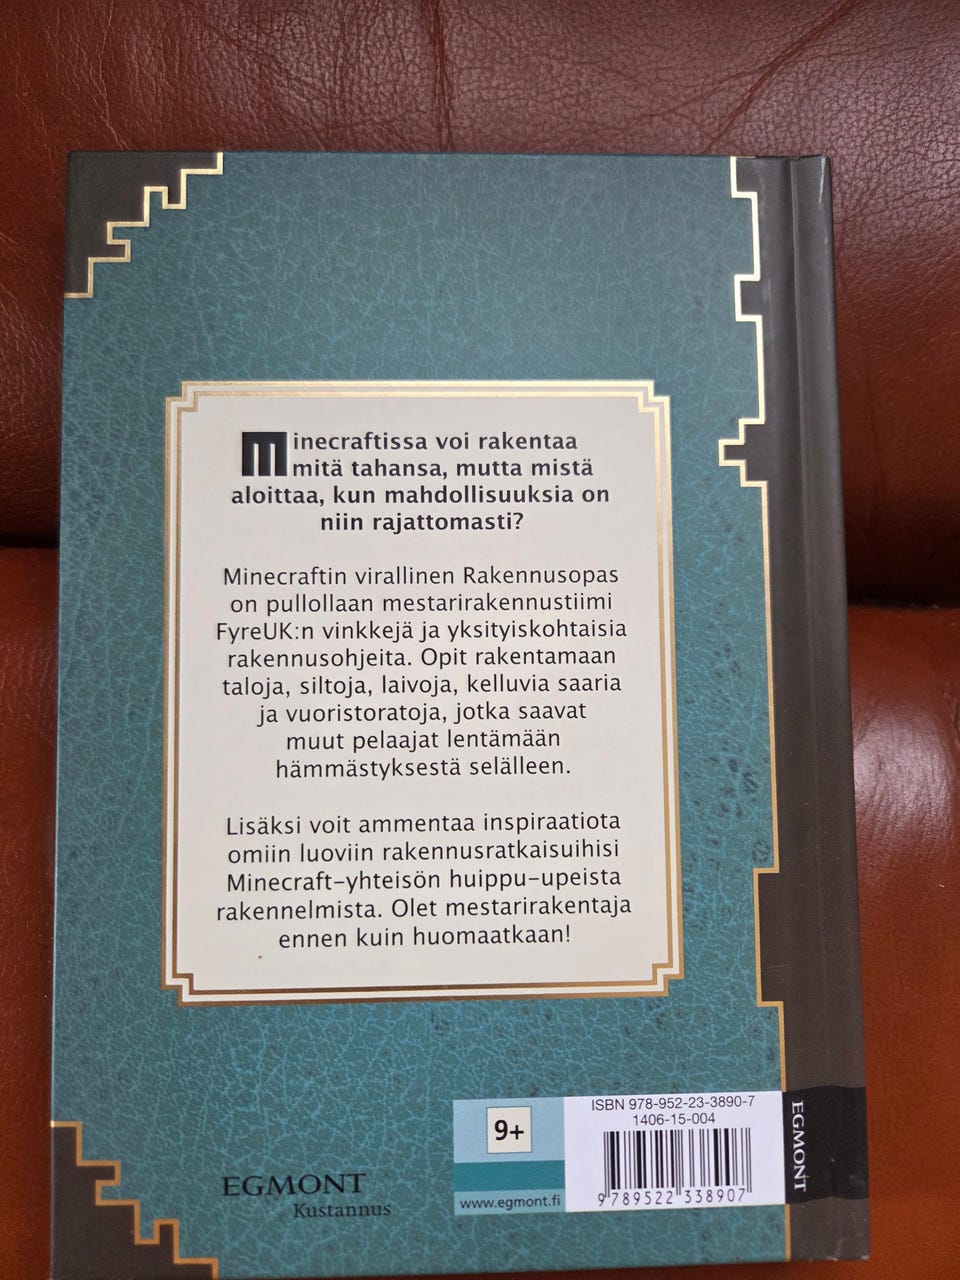 Minecraftissa voi rakentaa
mitä tahansa, mutta mistä
aloittaa, kun mahdollisuuksia on
niin rajattomasti?
Minecraftin virallinen Rakennusopas
on pullollaan mestarirakennustiimi
FyreUK:n vinkkejä ja yksityiskohtaisia
rakennusohjeita. Opit rakentamaan
taloja, siltoja, laivoja, kelluvia saaria
ja vuoristoratoja, jotka saavat
muut pelaajat lentämään
hämmästyksestä selälleen.
Lisäksi voit ammentaa inspiraatiota
omiin luoviin rakennusratkaisuihisi
Minecraft-yhteisön huippu-upeista
rakennelmista. Olet mestarirakentaja
ennen kuin huomaatkaan!
EGMONT
Kustannus
9+
www.egmont.fi
ISBN 978-952-23-3890-7
1406-15-004
9 789522 338907
EGMONT